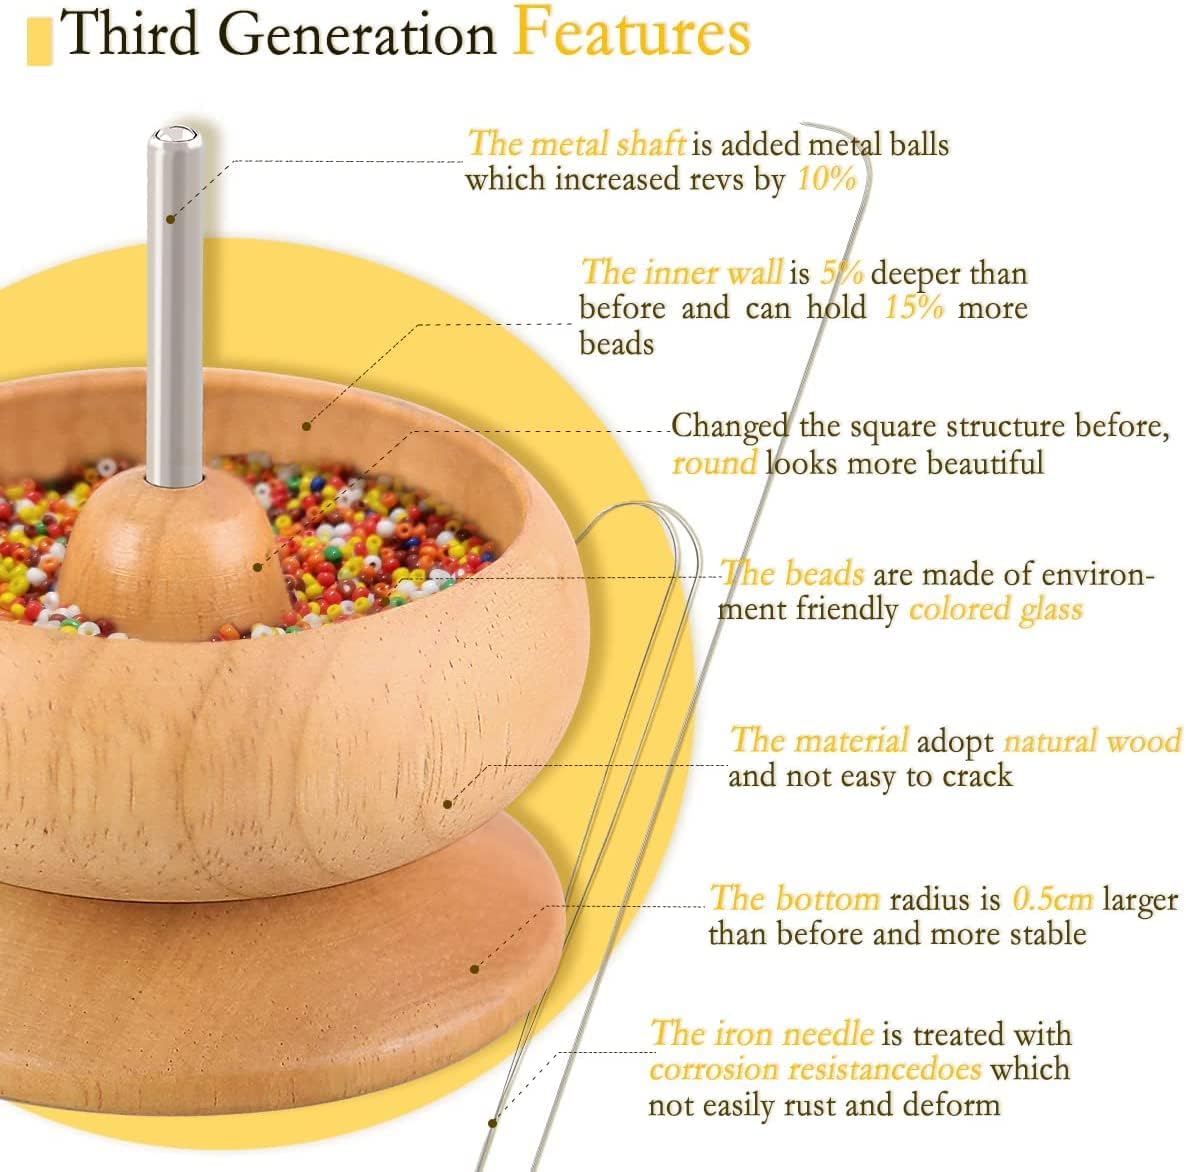 Third Generation Features
The metal shaft is added metal balls
which increased revs by 10%
The inner wall is 5% deeper than
before and can hold 15% more
beads
Changed the square structure before,
round looks more beautiful
The beads are made of environ-
ment friendly colored glass
The material adopt natural wood
and not easy to crack
The bottom radius is 0.5cm larger
than before and more stable
The iron needle is treated with
corrosion resistancedoes which
not easily rust and deform